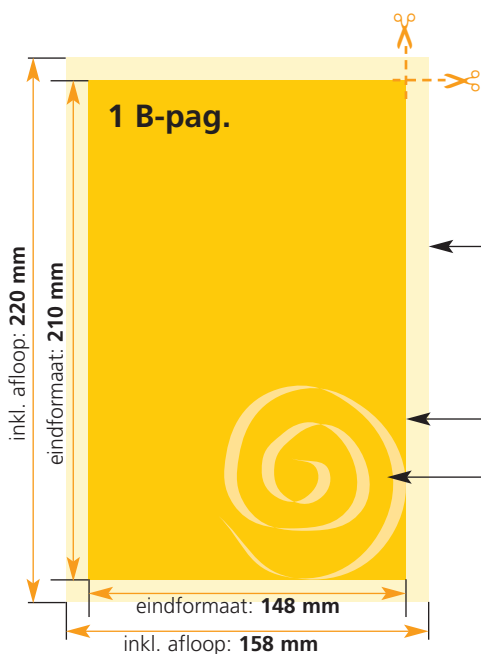 1 B-pag.
inkl. afloop: 220 mm
eindformaat: 210 mm
eindformaat: 148 mm
inkl. afloop: 158 mm